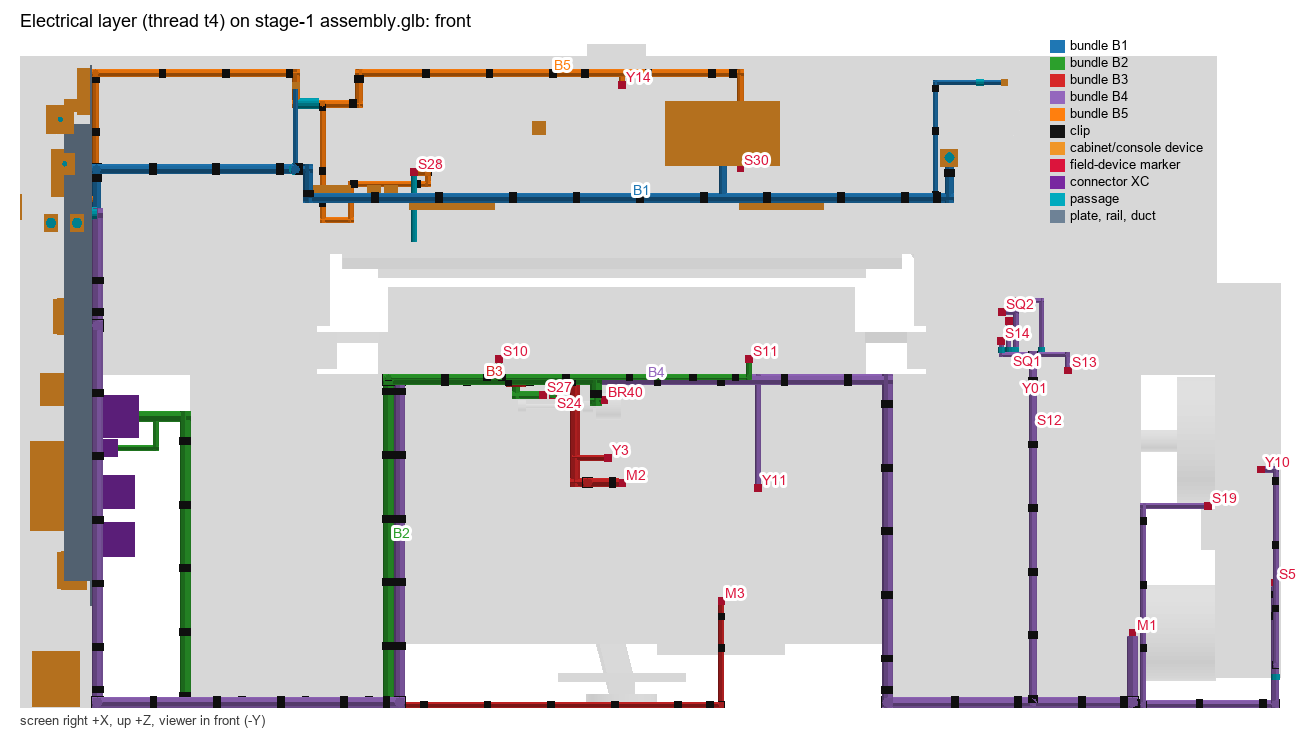 Electrical layer (thread t4) on stage-1 assembly.glb: front
bundle B1
bundle B2
bundle B3
bundle B4
bundle B5
clip
cabinet/console device
field-device marker
connector XC
passage
plate, rail, duct
B5
Y14
S28
S30
B1
SQ2
S14
SQ1
S13
S10
S11
B3
B4
S27
S24
BR40
Y01
S12
Y3
M2
Y11
Y10
S19
B2
S5
M3
M1
screen right +X, up +Z, viewer in front (-Y)